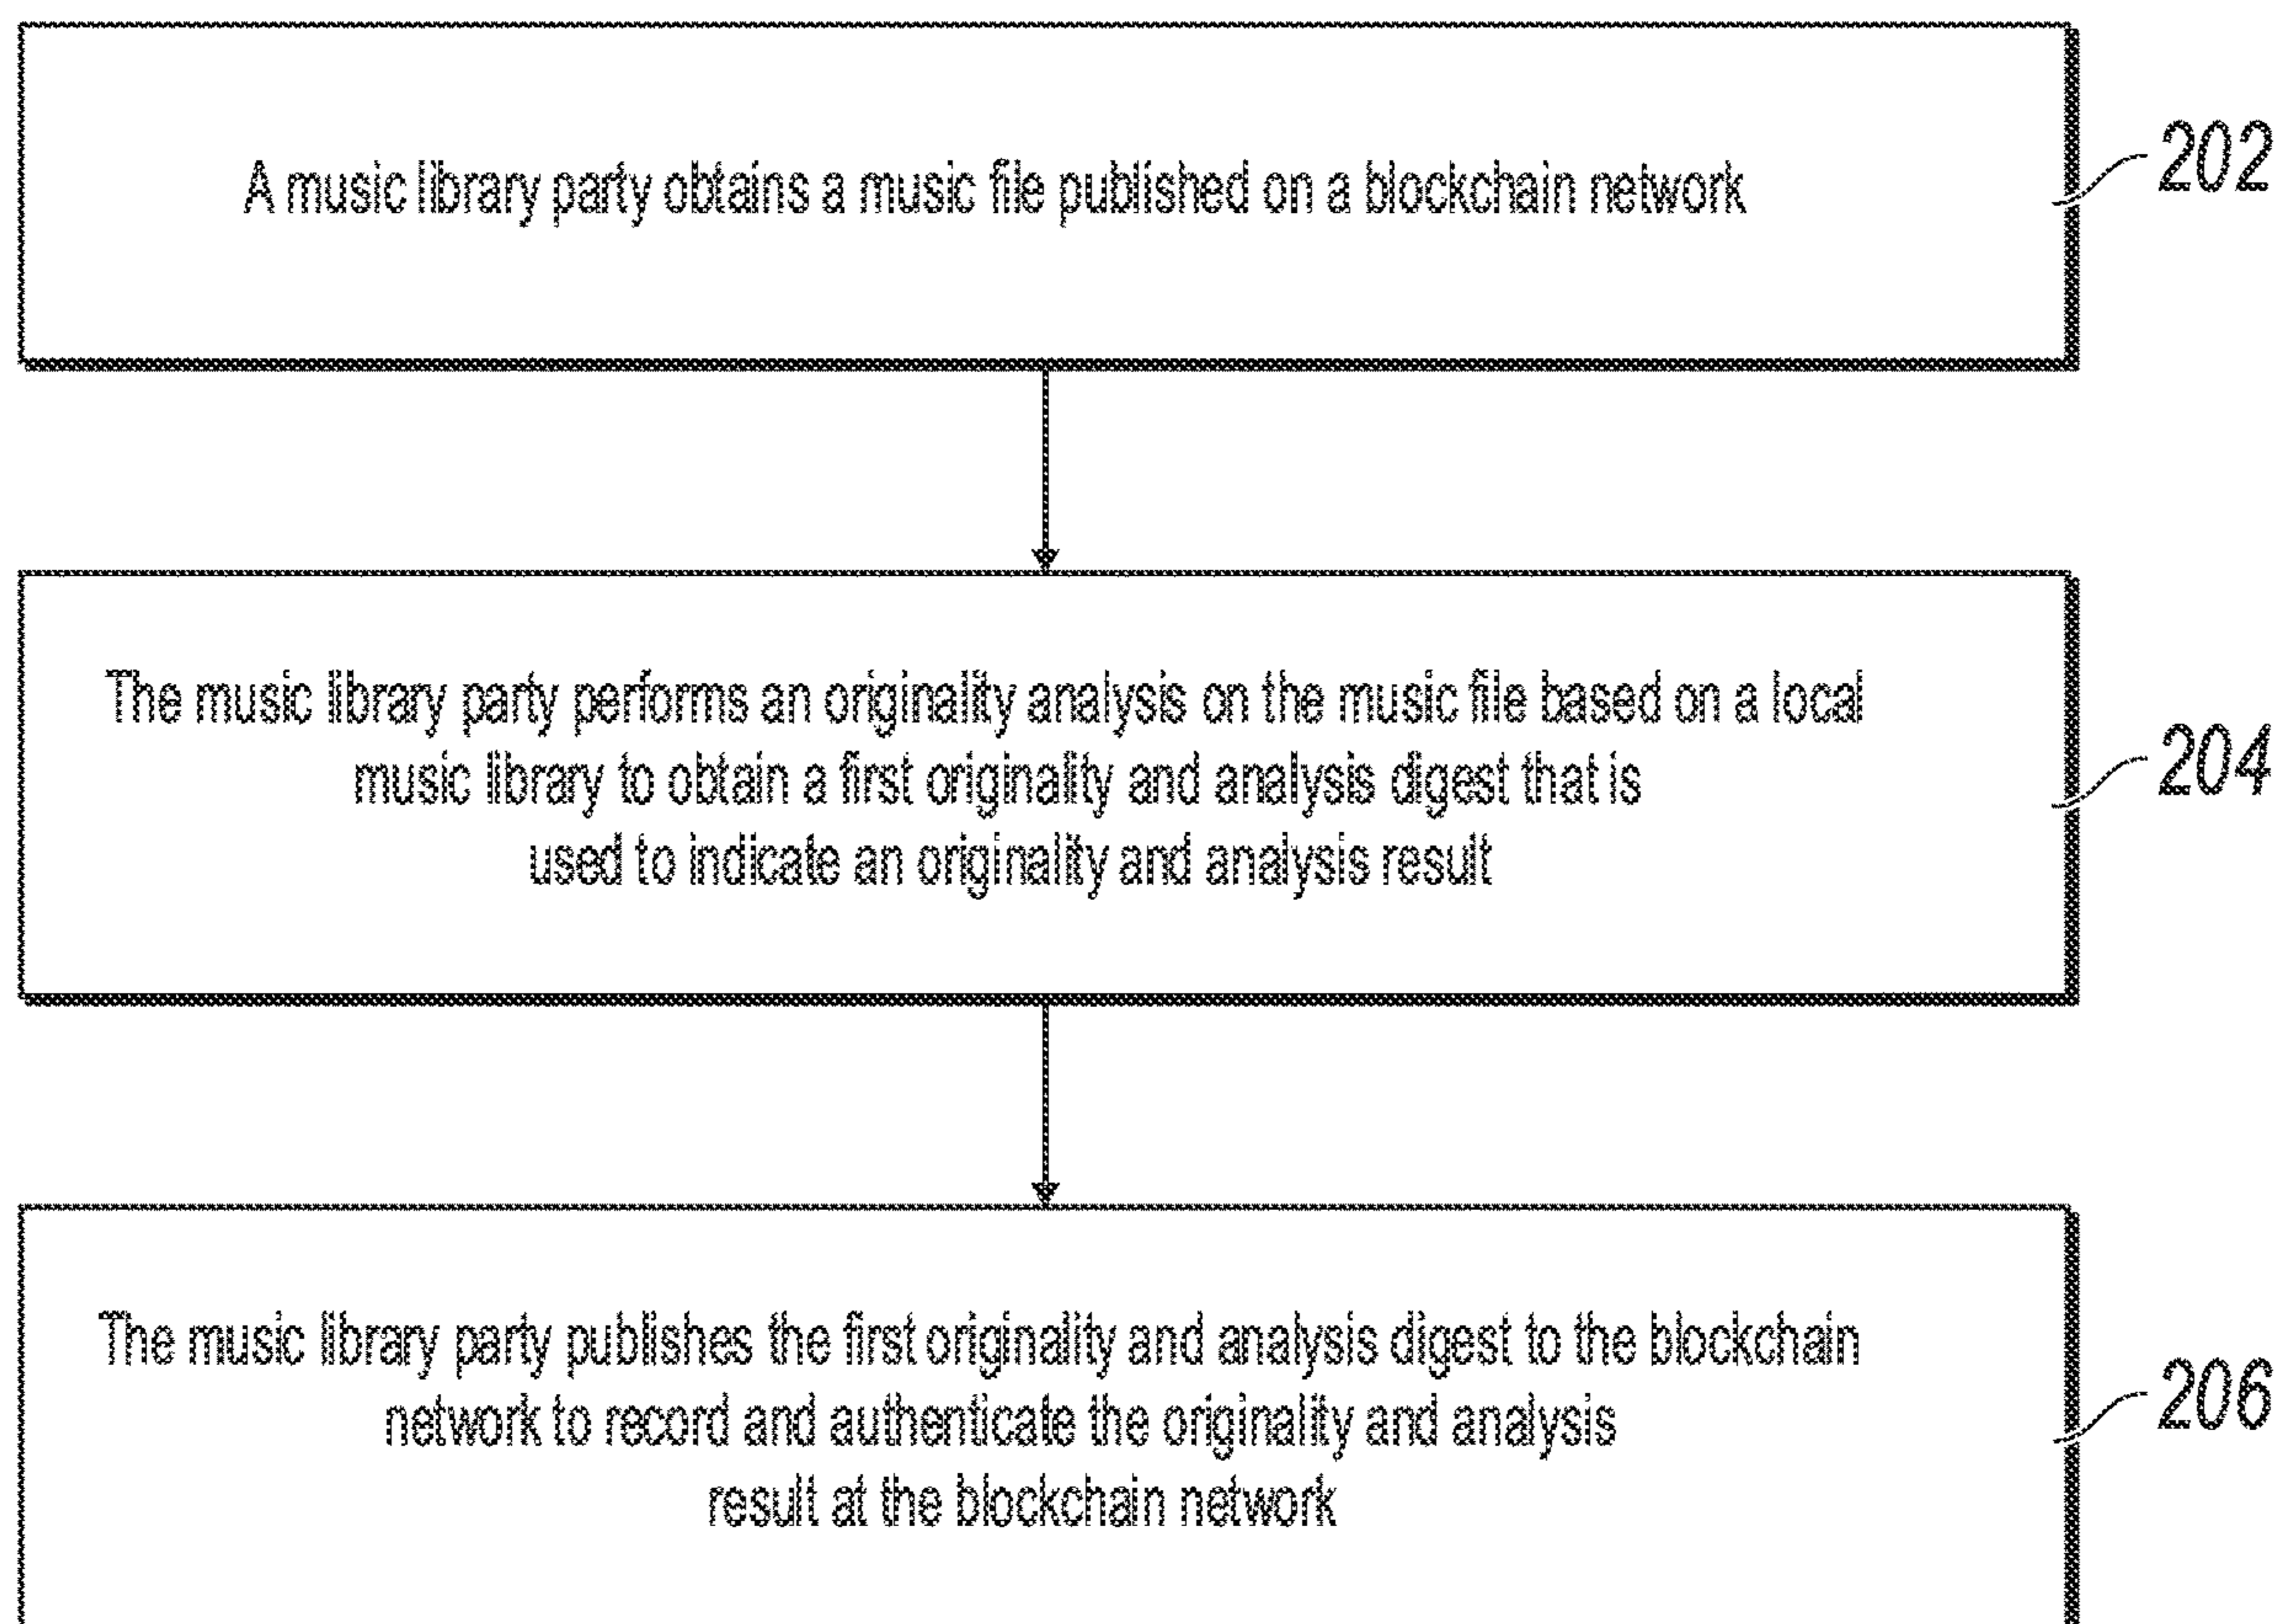 A music library party obtains a music file published on a blockchain network
202
The music library party performs an originality analysis on the music file based on a local
music library to obtain a first originality and analysis digest that is
used to indicate an originality and analysis result
204
The music library party publishes the first originality and analysis digest to the blockchain
network to record and authenticate the originality and analysis
result at the blockchain network
206